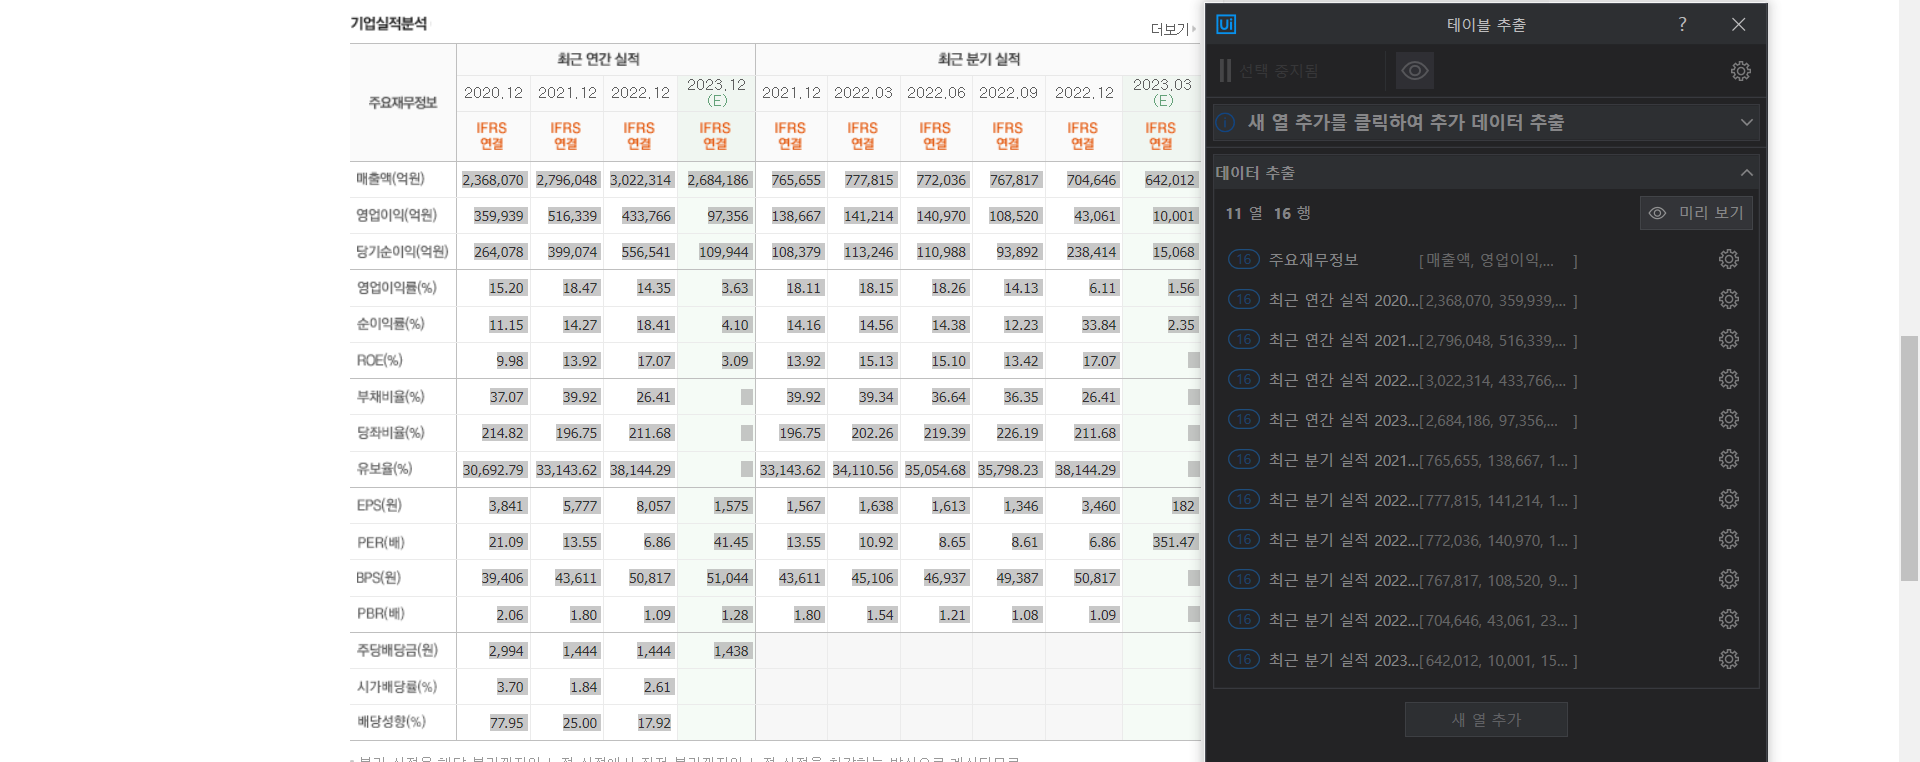 기업실적분석
더보기
주요재무정보 최근 연간 실적 최근 분기 실적
2020.12 2021.12 2022.12 2023.12 (E) 2021.12 2022.03 2022.06 2022.09 2022.12 2023.03 (E)
IFRS 연결 IFRS 연결 IFRS 연결 IFRS 연결 IFRS 연결 IFRS 연결 IFRS 연결 IFRS 연결 IFRS 연결 IFRS 연결
매출액(억원) 2,368,070 2,796,048 3,022,314 2,684,186 765,655 777,815 772,036 767,817 704,646 642,012
영업이익(억원) 359,939 516,339 433,766 97,356 138,667 141,214 140,970 108,520 43,061 10,001
당기순이익(억원) 264,078 399,074 556,541 109,944 108,379 113,246 110,988 93,892 238,414 15,068
영업이익률(%) 15.20 18.47 14.35 3.63 18.11 18.15 18.26 14.13 6.11 1.56
순이익률(%) 11.15 14.27 18.41 4.10 14.16 14.56 14.38 12.23 33.84 2.35
ROE(%) 9.98 13.92 17.07 3.09 13.92 15.13 15.10 13.42 17.07
부채비율(%) 37.07 39.92 26.41 39.92 39.34 36.64 36.35 26.41
당좌비율(%) 214.82 196.75 211.68 196.75 202.26 219.39 226.19 211.68
유보율(%) 30,692.79 33,143.62 38,144.29 33,143.62 34,110.56 35,054.68 35,798.23 38,144.29
EPS(원) 3,841 5,777 8,057 1,575 1,567 1,638 1,613 1,346 3,460 182
PER(배) 21.09 13.55 6.86 41.45 13.55 10.92 8.65 8.61 6.86 351.47
BPS(원) 39,406 43,611 50,817 51,044 43,611 45,106 46,937 49,387 50,817
PBR(배) 2.06 1.80 1.09 1.28 1.80 1.54 1.21 1.08 1.09
주당배당금(원) 2,994 1,444 1,444 1,438
시가배당률(%) 3.70 1.84 2.61
배당성향(%) 77.95 25.00 17.92
Ui 테이블 추출 ?
선택 중지됨
새 열 추가를 클릭하여 추가 데이터 추출
데이터 추출
11 열 16 행 미리 보기
16 주요재무정보 [매출액, 영업이익,... ]
16 최근 연간 실적 2020...[2,368,070, 359,939,... ]
16 최근 연간 실적 2021...[2,796,048, 516,339,... ]
16 최근 연간 실적 2022...[3,022,314, 433,766,... ]
16 최근 연간 실적 2023...[2,684,186, 97,356,... ]
16 최근 분기 실적 2021...[765,655, 138,667, 1... ]
16 최근 분기 실적 2022...[777,815, 141,214, 1... ]
16 최근 분기 실적 2022...[772,036, 140,970, 1... ]
16 최근 분기 실적 2022...[767,817, 108,520, 9... ]
16 최근 분기 실적 2022...[704,646, 43,061, 23... ]
16 최근 분기 실적 2023...[642,012, 10,001, 15... ]
새 열 추가